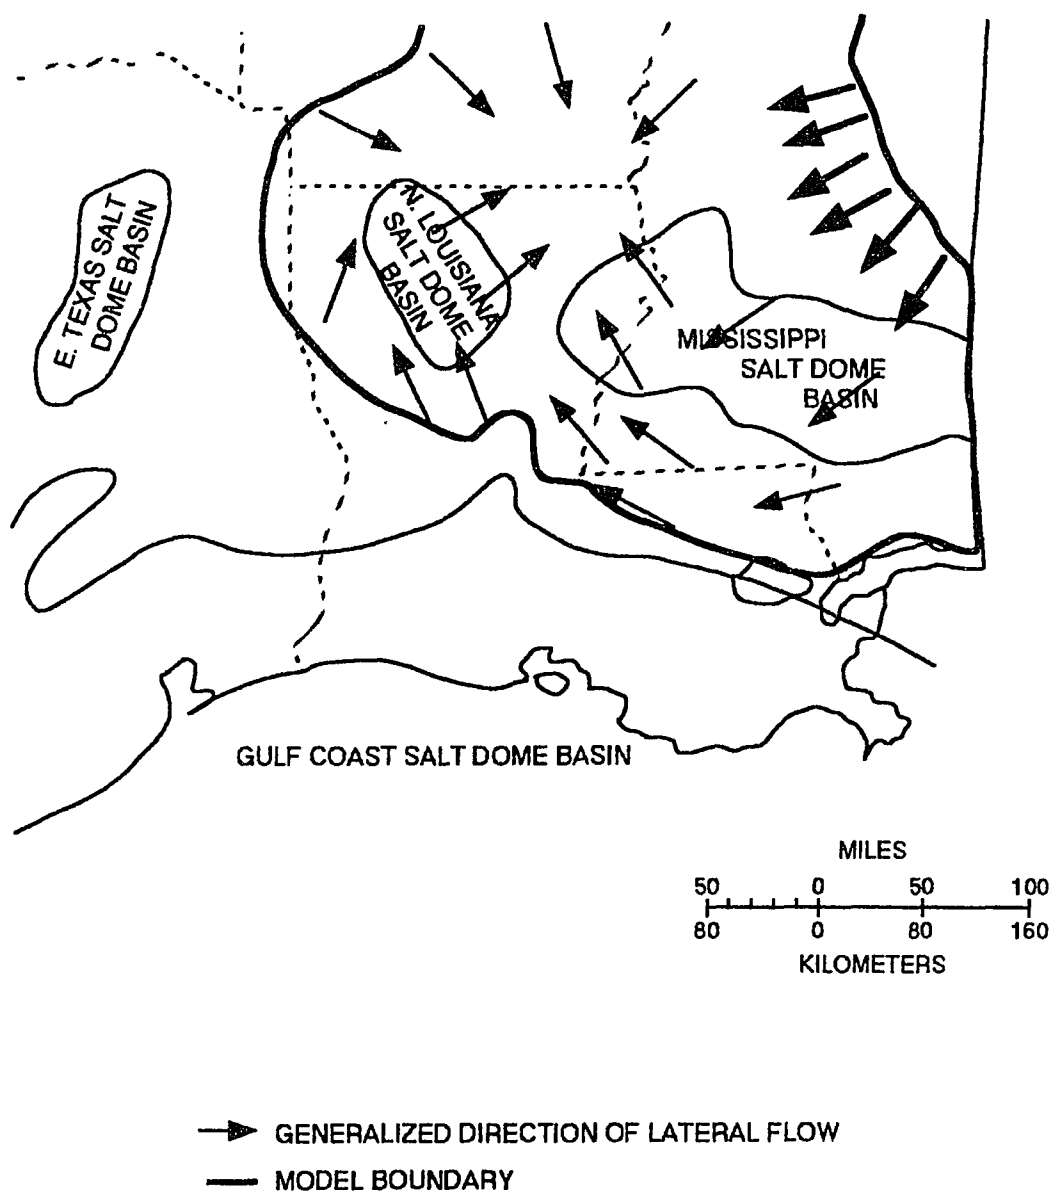 E. TEXAS SALT
DOME BASIN
N. LOUISIANA
SALT DOME
BASIN
MISSISSIPPI
SALT DOME
BASIN
GULF COAST SALT DOME BASIN
MILES
50 0 50 100
80 0 80 160
KILOMETERS
GENERALIZED DIRECTION OF LATERAL FLOW
MODEL BOUNDARY